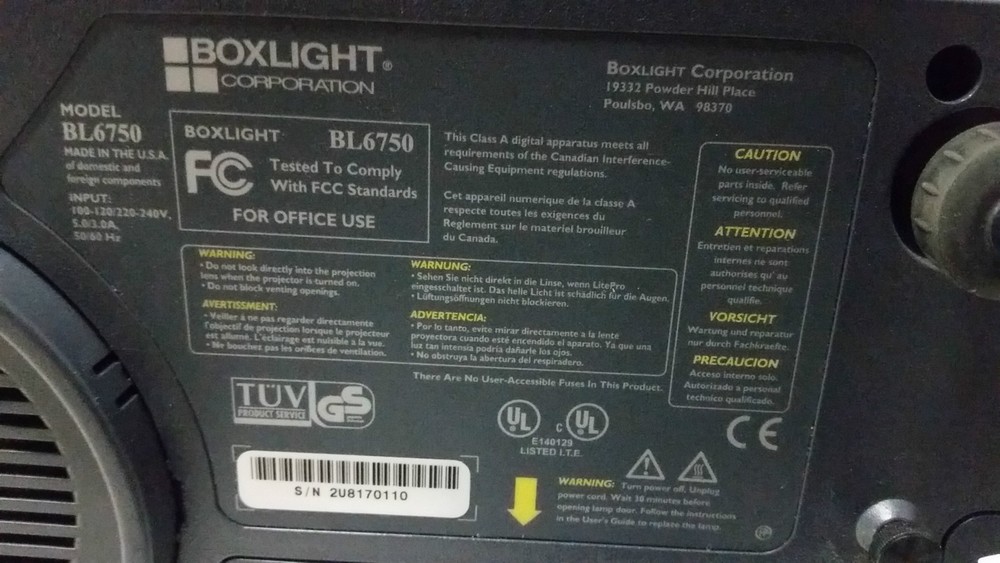 BOXLIGHT®
CORPORATION
BOXLIGHT Corporation
19332 Powder Hill Place
Poulsbo, WA 98370
MODEL
BL6750
MADE IN THE U.S.A.
of domestic and
foreign components
INPUT:
100-120/220-240V,
5.0/3.0A,
50/60 Hz
BOXLIGHT BL6750
FC Tested To Comply
With FCC Standards
FOR OFFICE USE
This Class A digital apparatus meets all
requirements of the Canadian Interference-
Causing Equipment regulations.
Cet appareil numerique de la classe A
respecte toutes les exigences du
Reglement sur le materiel brouilleur
du Canada.
CAUTION
No user-serviceable
parts inside. Refer
servicing to qualified
personnel.
ATTENTION
Entretien et reparations
internes ne sont
authorises qu' au
personnel technique
qualifie.
VORSICHT
Wartung und reparatur
nur durch Fachkraefte.
PRECAUCION
Acceso interno solo.
Autorizado a personal
technico qualificado.
WARNING:
• Do not look directly into the projection
lens when the projector is turned on.
• Do not block venting openings.
AVERTISSMENT:
• Veiller à ne pas regarder directement
l'objectif de projection lorsque le projecteur
est allumé. L'éclairage est nuisible à la vue.
• Ne bouchez pas les orifices de ventilation.
WARNUNG:
• Sehen Sie nicht direkt in die Linse, wenn LitePro
eingeschaltet ist. Das helle Licht ist schädlich für die Augen.
• Lüftungsöffnungen nicht blockieren.
ADVERTENCIA:
• Por lo tanto, evite mirar directamente a la lente
proyectora cuando esté encendido el aparato. Ya que una
luz tan intensia podría dañarle los ojos.
• No obstruya la abertura del respiradero.
There Are No User-Accessible Fuses In This Product.
TÜV GS
PRODUCT SERVICE
UL c UL
E140129
LISTED I.T.E.
CE
S/N 2U8170110
WARNING: Turn power off, Unplug
power cord. Wait 30 minutes before
opening lamp door. Follow the instructions
in the User's Guide to replace the lamp.